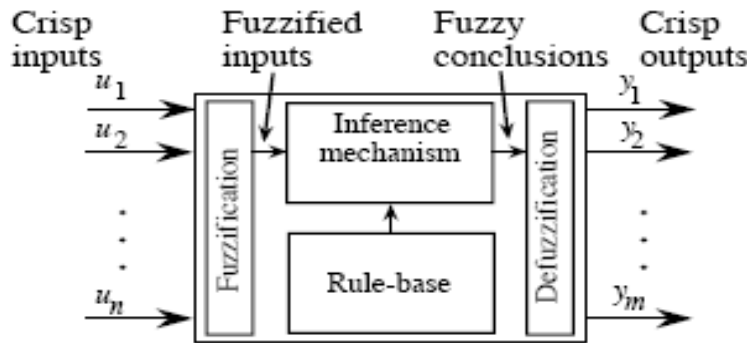 Crisp
inputs
Fuzzified
inputs
Fuzzy
conclusions
Crisp
outputs
u1
u2
un
Fuzzification
Inference
mechanism
Rule-base
Defuzzification
y1
y2
ym